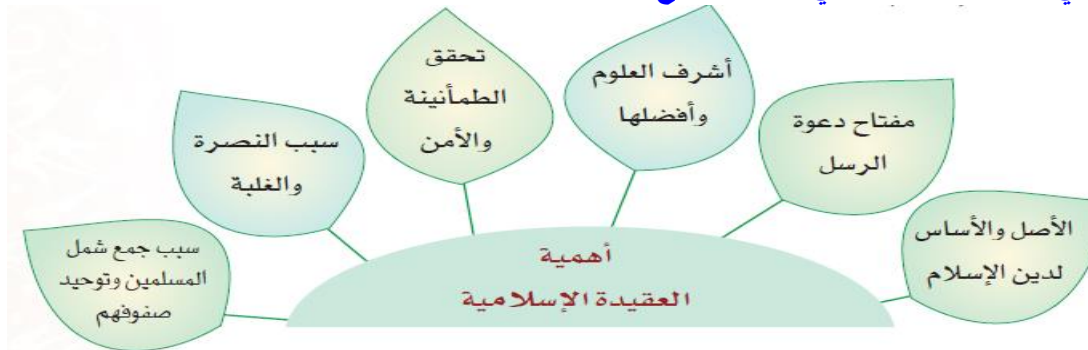 أهمية
العقيدة الإسلامية
الأصل والأساس
لدين الإسلام
مفتاح دعوة
الرسل
أشرف العلوم
وأفضلها
تحقق
الطمأنينة
والأمن
سبب النصرة
والغلبة
سبب جمع شمل
المسلمين وتوحيد
صفوفهم